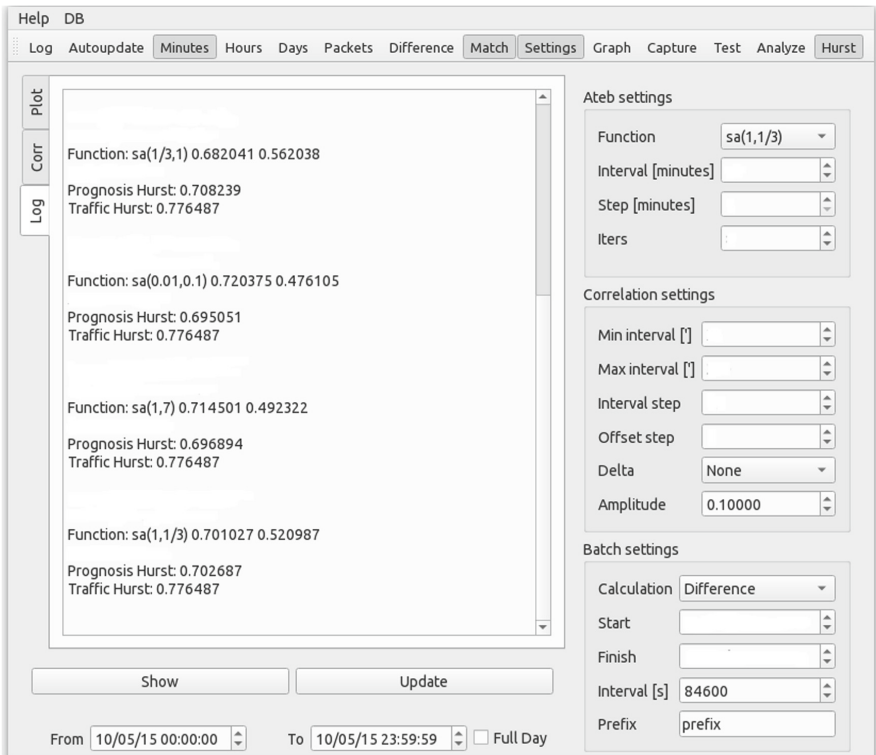 Help DB
Log Autoupdate Minutes Hours Days Packets Difference Match Settings Graph Capture Test Analyze Hurst
Plot
Corr
Log
Function: sa(1/3,1) 0.682041 0.562038
Prognosis Hurst: 0.708239
Traffic Hurst: 0.776487
Function: sa(0.01,0.1) 0.720375 0.476105
Prognosis Hurst: 0.695051
Traffic Hurst: 0.776487
Function: sa(1,7) 0.714501 0.492322
Prognosis Hurst: 0.696894
Traffic Hurst: 0.776487
Function: sa(1,1/3) 0.701027 0.520987
Prognosis Hurst: 0.702687
Traffic Hurst: 0.776487
Show Update
From 10/05/15 00:00:00 To 10/05/15 23:59:59 Full Day
Ateb settings
Function sa(1,1/3)
Interval [minutes]
Step [minutes]
Iters
Correlation settings
Min interval [']
Max interval [']
Interval step
Offset step
Delta None
Amplitude 0.10000
Batch settings
Calculation Difference
Start
Finish
Interval [s] 84600
Prefix prefix